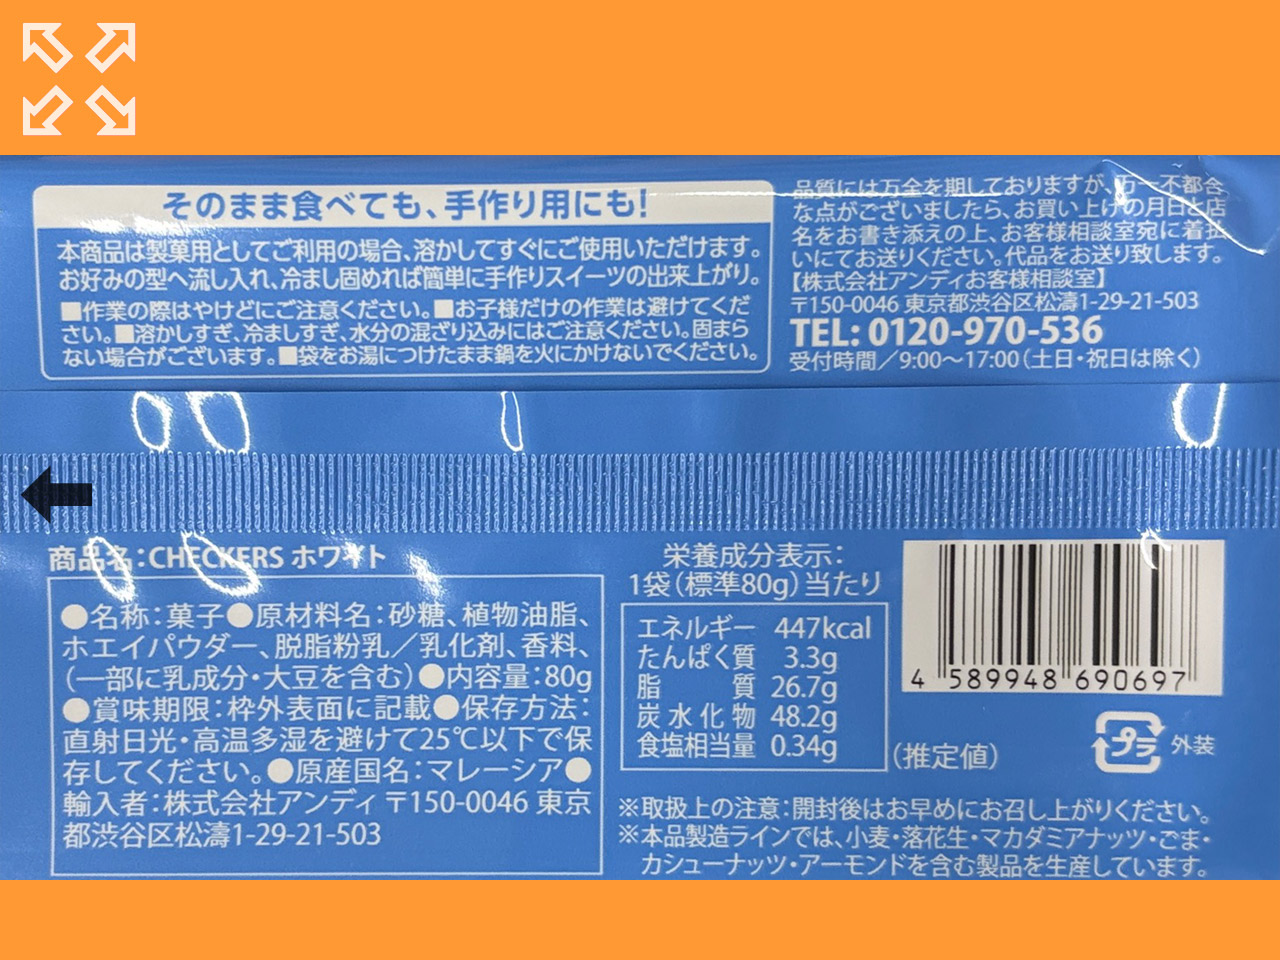 そのまま食べても、手作り用にも!
本商品は製菓用としてご利用の場合、溶かしてすぐにご使用いただけます。
お好みの型へ流し入れ、冷まし固めれば簡単に手作りスイーツの出来上がり。
■作業の際はやけどにご注意ください。■お子様だけの作業は避けてくだ
さい。■溶かしすぎ、冷ましすぎ、水分の混ざり込みにはご注意ください。固まら
ない場合がございます。■袋をお湯につけたまま鍋を火にかけないでください。
品質には万全を期しておりますが、万一不都合
な点がございましたら、お買い上げの月日と店
名をお書き添えの上、お客様相談室宛に着払
いにてお送りください。代品をお送り致します。
【株式会社アンディお客様相談室】
〒150-0046 東京都渋谷区松濤1-29-21-503
TEL: 0120-970-536
受付時間／9:00〜17:00（土日・祝日は除く）
商品名：CHECKERS ホワイト
●名称：菓子●原材料名：砂糖、植物油脂、
ホエイパウダー、脱脂粉乳／乳化剤、香料、
（一部に乳成分・大豆を含む）●内容量：80g
●賞味期限：枠外表面に記載●保存方法：
直射日光・高温多湿を避けて25℃以下で保
存してください。●原産国名：マレーシア●
輸入者：株式会社アンディ 〒150-0046 東京
都渋谷区松濤1-29-21-503
栄養成分表示：
1袋（標準80g）当たり
エネルギー 447kcal
たんぱく質 3.3g
脂質 26.7g
炭水化物 48.2g
食塩相当量 0.34g
（推定値）
4 589948 690697
プラ 外装
※取扱上の注意：開封後はお早めにお召し上がりください。
※本品製造ラインでは、小麦・落花生・マカダミアナッツ・ごま・
カシューナッツ・アーモンドを含む製品を生産しています。